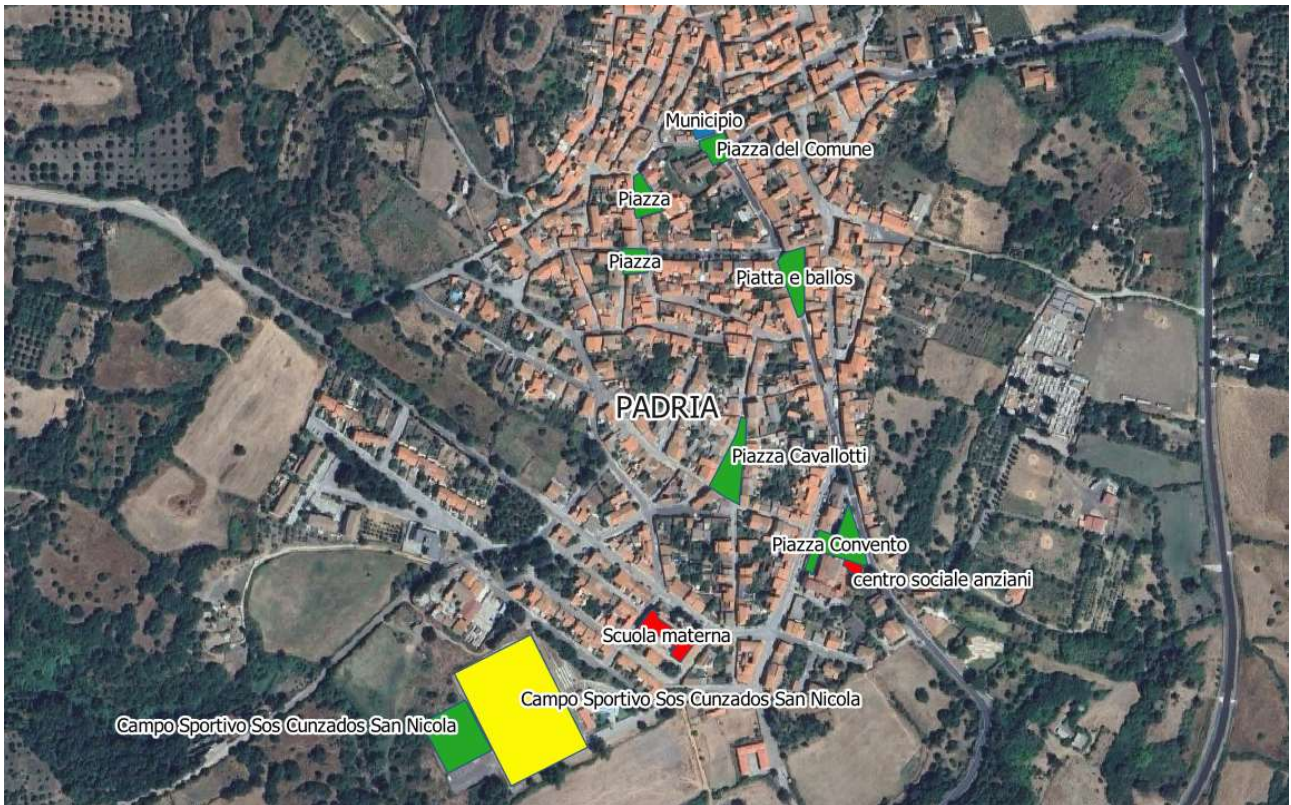 Municipio
Piazza del Comune
Piazza
Piazza
Piatta e ballos
PADRIA
Piazza Cavallotti
Piazza Convento
centro sociale anziani
Scuola materna
Campo Sportivo Sos Cunzados San Nicola
Campo Sportivo Sos Cunzados San Nicola